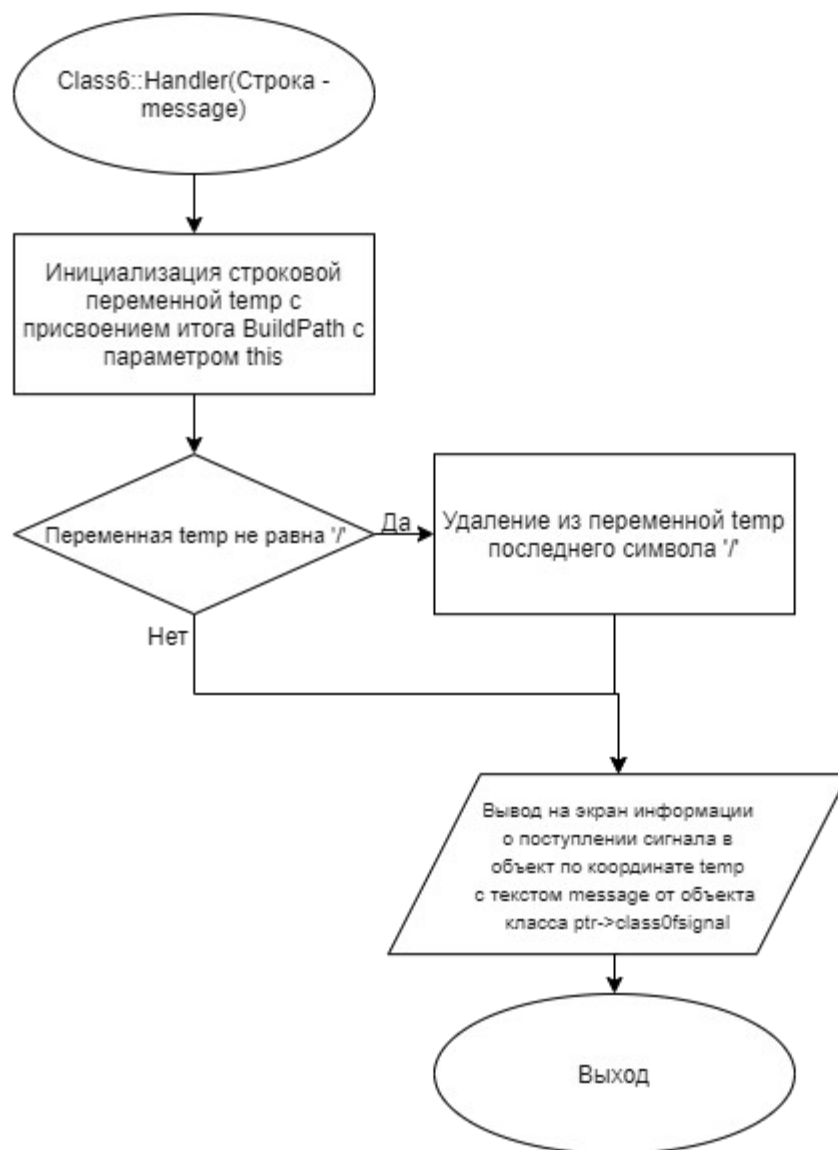 Class6::Handler(Строка -
message)
Инициализация строковой
переменной temp с
присвоением итога BuildPath с
параметром this
Переменная temp не равна '/'
Да
Удаление из переменной temp
последнего символа '/'
Нет
Вывод на экран информации
о поступлении сигнала в
объект по координате temp
с текстом message от объекта
класса ptr->class0fsignal
Выход